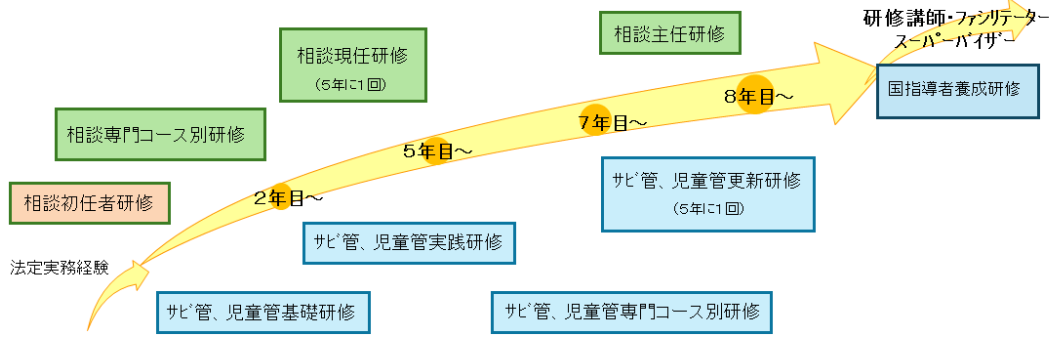 研修講師・ファシリテーター
スーパーバイザー
相談主任研修
相談現任研修
(5年に1回)
国指導者養成研修
8年目～
7年目～
相談専門コース別研修
5年目～
サビ管、児童管更新研修
(5年に1回)
相談初任者研修
2年目～
サビ管、児童管実践研修
法定実務経験
サビ管、児童管基礎研修
サビ管、児童管専門コース別研修